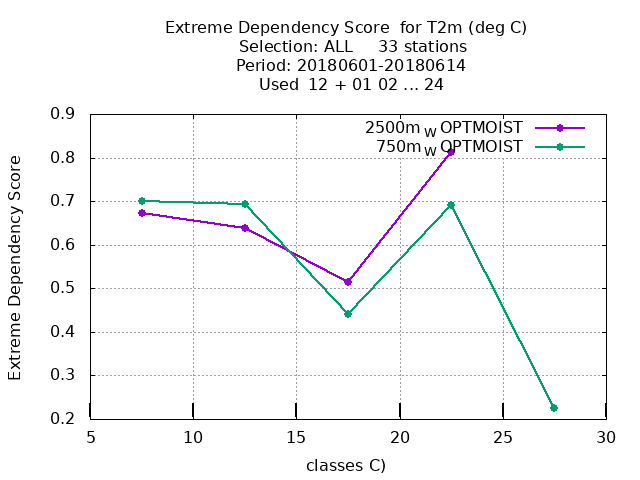 Extreme Dependency Score  for T2m (deg C)
Selection: ALL     33 stations
Period: 20180601-20180614
Used  12 + 01 02 ... 24
Extreme Dependency Score
0.9
0.8
0.7
0.6
0.5
0.4
0.3
0.2
2500m W OPTMOIST
750m W OPTMOIST
5 10 15 20 25 30
classes C)